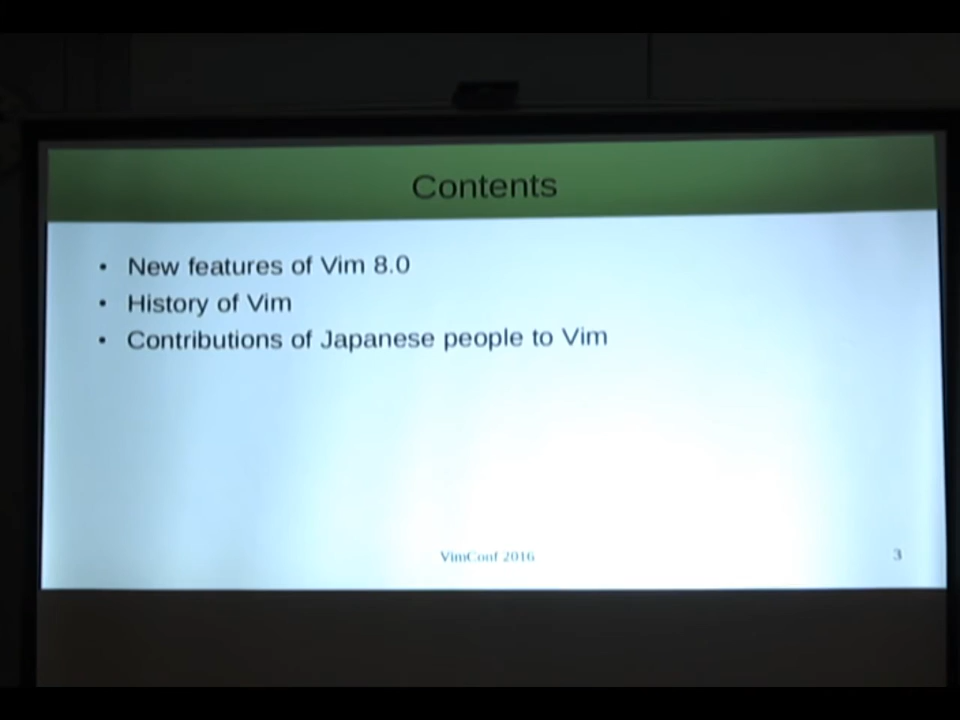 Contents
• New features of Vim 8.0
• History of Vim
• Contributions of Japanese people to Vim
VimConf 2016
3